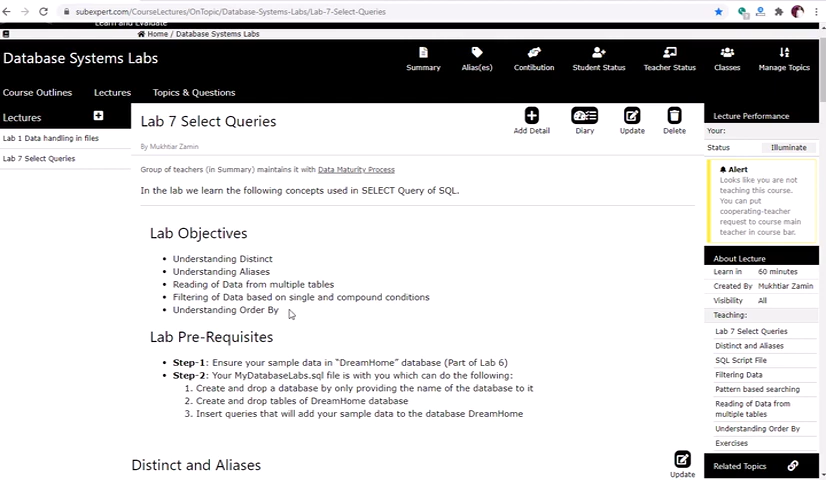 subexpert.com/CourseLectures/OnTopic/Database-Systems-Labs/Lab-7-Select-Queries
Learn and Evaluate
Home / Database Systems Labs
Database Systems Labs
Summary
Alias(es)
Contibution
Student Status
Teacher Status
Classes
Manage Topics
Course Outlines
Lectures
Topics & Questions
Lectures
Lab 1 Data handling in files
Lab 7 Select Queries
Lab 7 Select Queries
Add Detail
Diary
Update
Delete
By Mukhtiar Zamin
Group of teachers (in Summary) maintains it with Data Maturity Process
In the lab we learn the following concepts used in SELECT Query of SQL.
Lab Objectives
• Understanding Distinct
• Understanding Aliases
• Reading of Data from multiple tables
• Filtering of Data based on single and compound conditions
• Understanding Order By
Lab Pre-Requisites
• Step-1: Ensure your sample data in “DreamHome” database (Part of Lab 6)
• Step-2: Your MyDatabaseLabs.sql file is with you which can do the following:
1. Create and drop a database by only providing the name of the database to it
2. Create and drop tables of DreamHome database
3. Insert queries that will add your sample data to the database DreamHome
Distinct and Aliases
Update
Lecture Performance
Your:
Status Illuminate
Alert
Looks like you are not
teaching this course.
You can put
cooperating-teacher
request to course main
teacher in course bar.
About Lecture
Learn in 60 minutes
Created By Mukhtiar Zamin
Visibility All
Teaching:
Lab 7 Select Queries
Distinct and Aliases
SQL Script File
Filtering Data
Pattern based searching
Reading of Data from
multiple tables
Understanding Order By
Exercises
Related Topics